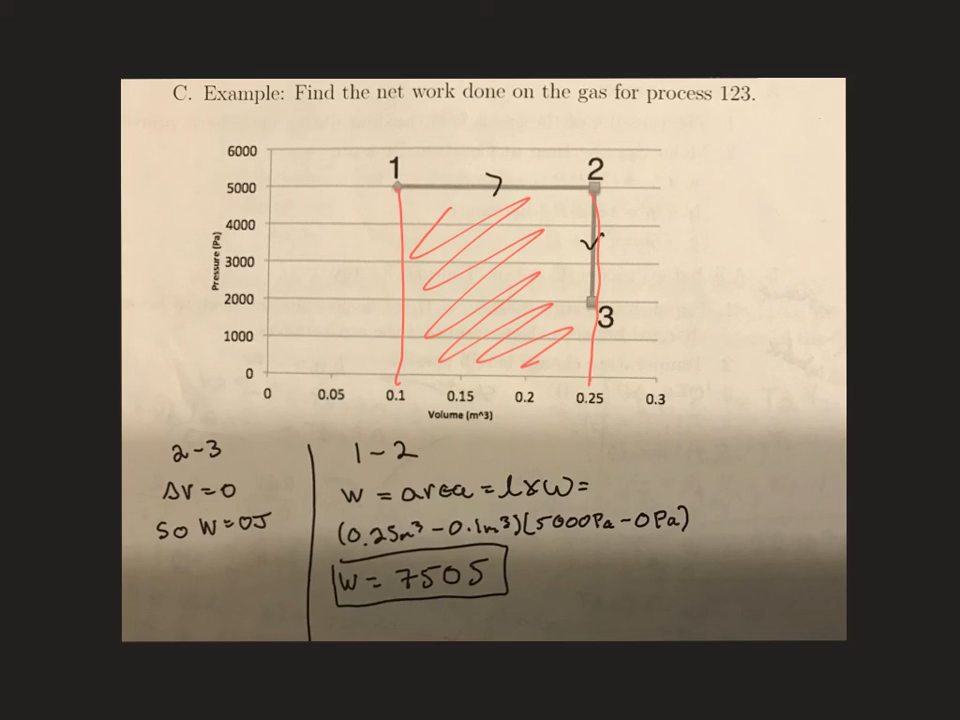 C. Example: Find the net work done on the gas for process 123.
6000
5000
4000
3000
2000
1000
0
Pressure (Pa)
1
2
3
0
0.05
0.1
0.15
0.2
0.25
0.3
Volume (m^3)
2-3
ΔV=0
SO W=0J
1-2
W = area = lxw =
(0.25m³ - 0.1m³)(5000Pa - 0Pa)
W = 750J